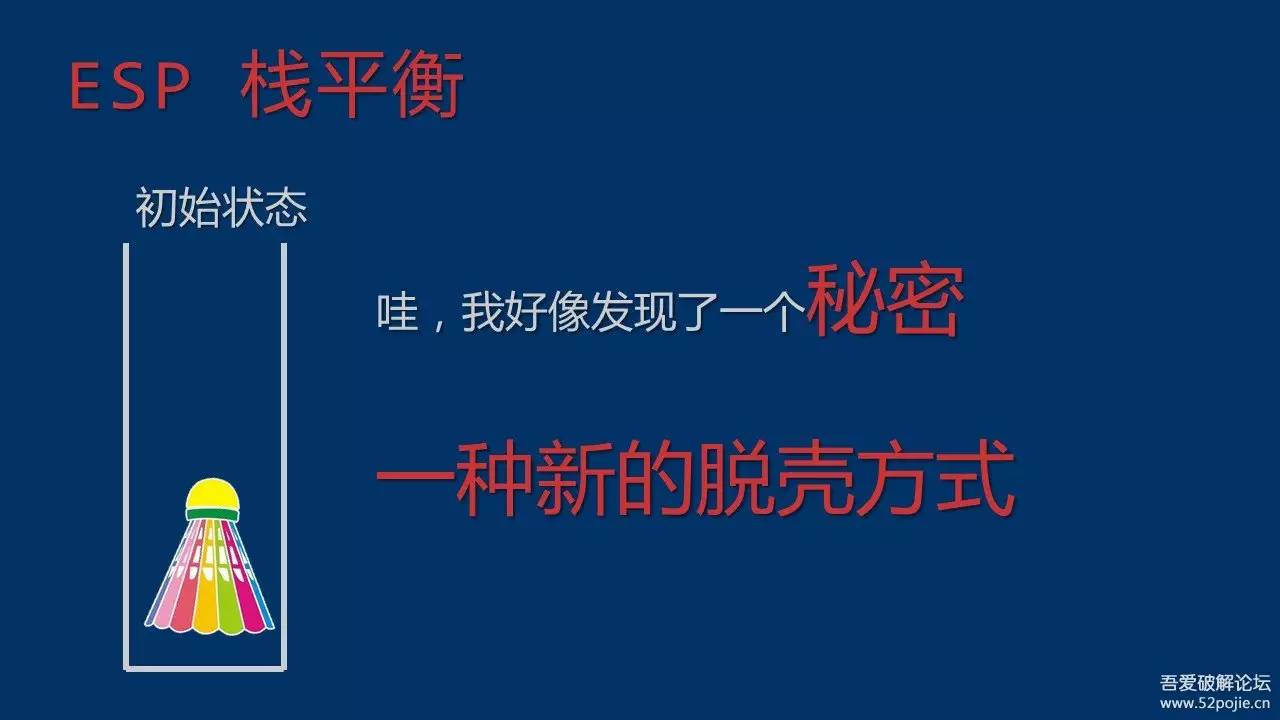 ESP 栈平衡
初始状态
哇，我好像发现了一个秘密
一种新的脱壳方式
吾爱破解论坛
www.52pojie.cn